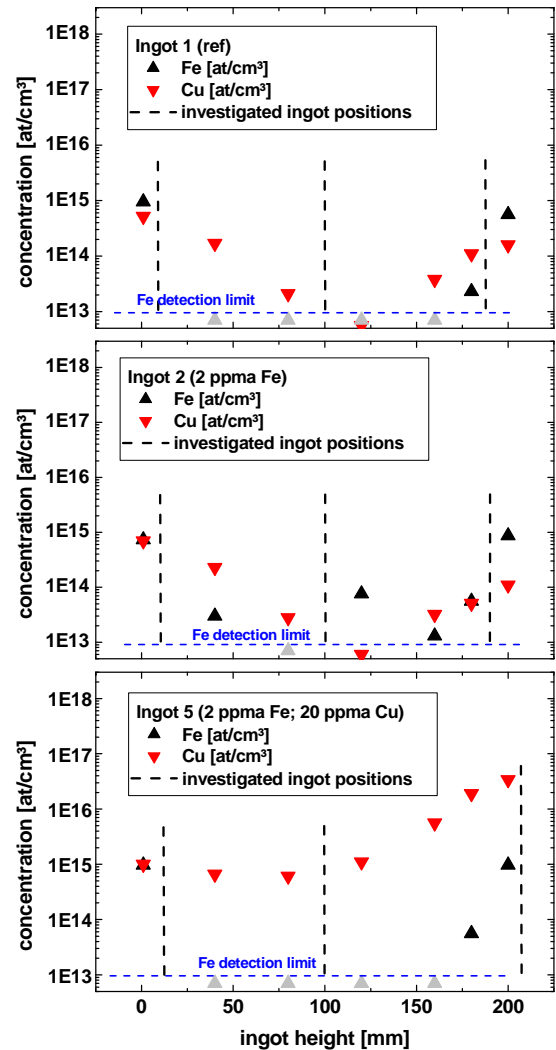 1E18
1E17
1E16
1E15
1E14
1E13
concentration [at/cm³]
Ingot 1 (ref)
Fe [at/cm³]
Cu [at/cm³]
investigated ingot positions
Fe detection limit
1E18
1E17
1E16
1E15
1E14
1E13
concentration [at/cm³]
Ingot 2 (2 ppma Fe)
Fe [at/cm³]
Cu [at/cm³]
investigated ingot positions
Fe detection limit
1E18
1E17
1E16
1E15
1E14
1E13
concentration [at/cm³]
Ingot 5 (2 ppma Fe; 20 ppma Cu)
Fe [at/cm³]
Cu [at/cm³]
investigated ingot positions
Fe detection limit
0 50 100 150 200
ingot height [mm]